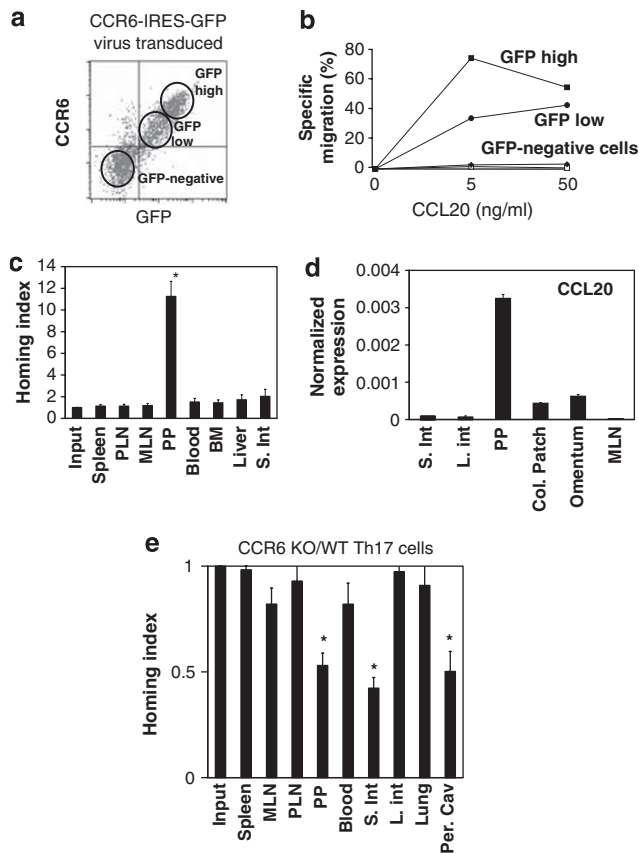 a
CCR6-IRES-GFP
virus transduced
CCR6
GFP
high
GFP
low
GFP-negative
GFP
b
Specific
migration (%)
80
60
40
20
0
GFP high
GFP low
GFP-negative cells
0
5
50
CCL20 (ng/ml)
c
Homing index
14
12
10
8
6
4
2
0
*
Input
Spleen
PLN
MLN
PP
Blood
BM
Liver
S. Int
d
Normalized
expression
0.004
0.003
0.002
0.001
0
CCL20
S. Int
L. int
PP
Col. Patch
Omentum
MLN
e
CCR6 KO/WT Th17 cells
Homing index
1
0.5
0
*
*
*
Input
Spleen
MLN
PLN
PP
Blood
S. Int
L. int
Lung
Per. Cav